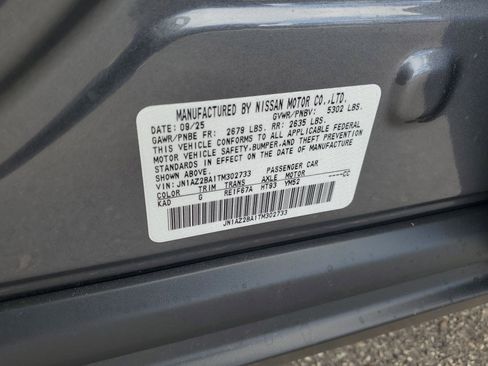 MANUFACTURED BY NISSAN MOTOR CO.,LTD.
DATE: 09/25 GVWR/PNBV: 5302 LBS.
GAWR/PNBE FR: 2679 LBS. RR: 2635 LBS.
THIS VEHICLE CONFORMS TO ALL APPLICABLE FEDERAL
MOTOR VEHICLE SAFETY, BUMPER, AND THEFT PREVENTION
STANDARDS IN EFFECT ON THE DATE OF MANUFACTURE
SHOWN ABOVE.
VIN: JN1AZ2BA1TM302733 PASSENGER CAR
COLOR TRIM TRANS AXLE MOTOR ----CC
KAD G RE1F67A HT93 YM52
JN1AZ2BA1TM302733